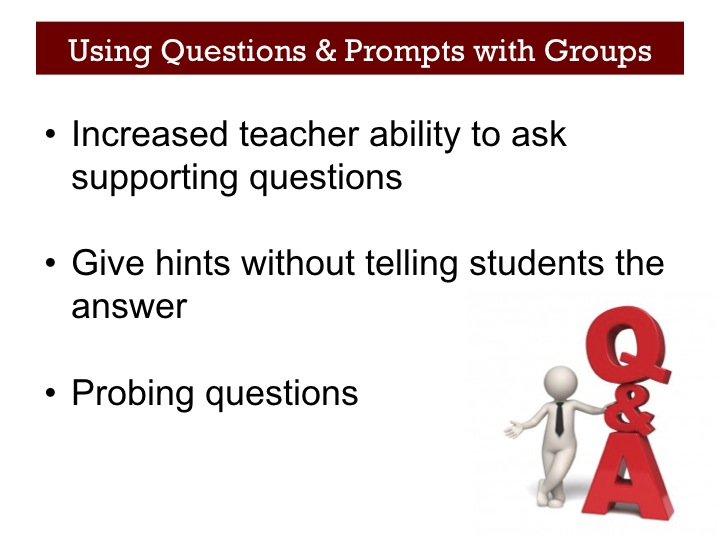 Using Questions & Prompts with Groups
• Increased teacher ability to ask
supporting questions
• Give hints without telling students the
answer
• Probing questions
Q
&
A